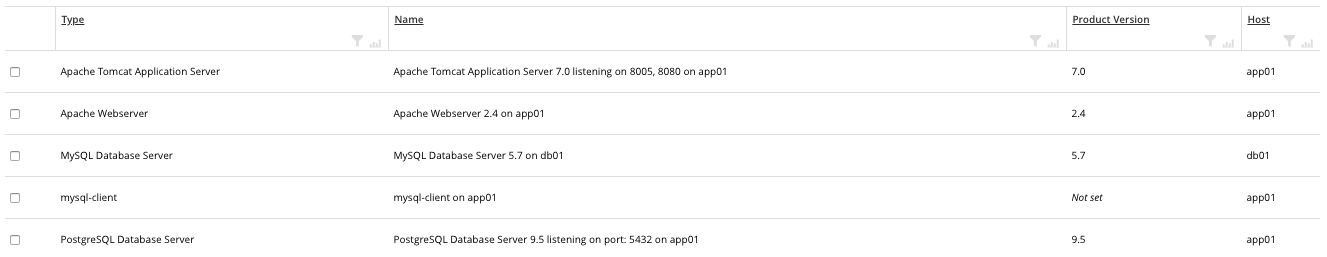 Type Name Product Version Host
Apache Tomcat Application Server Apache Tomcat Application Server 7.0 listening on 8005, 8080 on app01 7.0 app01
Apache Webserver Apache Webserver 2.4 on app01 2.4 app01
MySQL Database Server MySQL Database Server 5.7 on db01 5.7 db01
mysql-client mysql-client on app01 Not set app01
PostgreSQL Database Server PostgreSQL Database Server 9.5 listening on port: 5432 on app01 9.5 app01